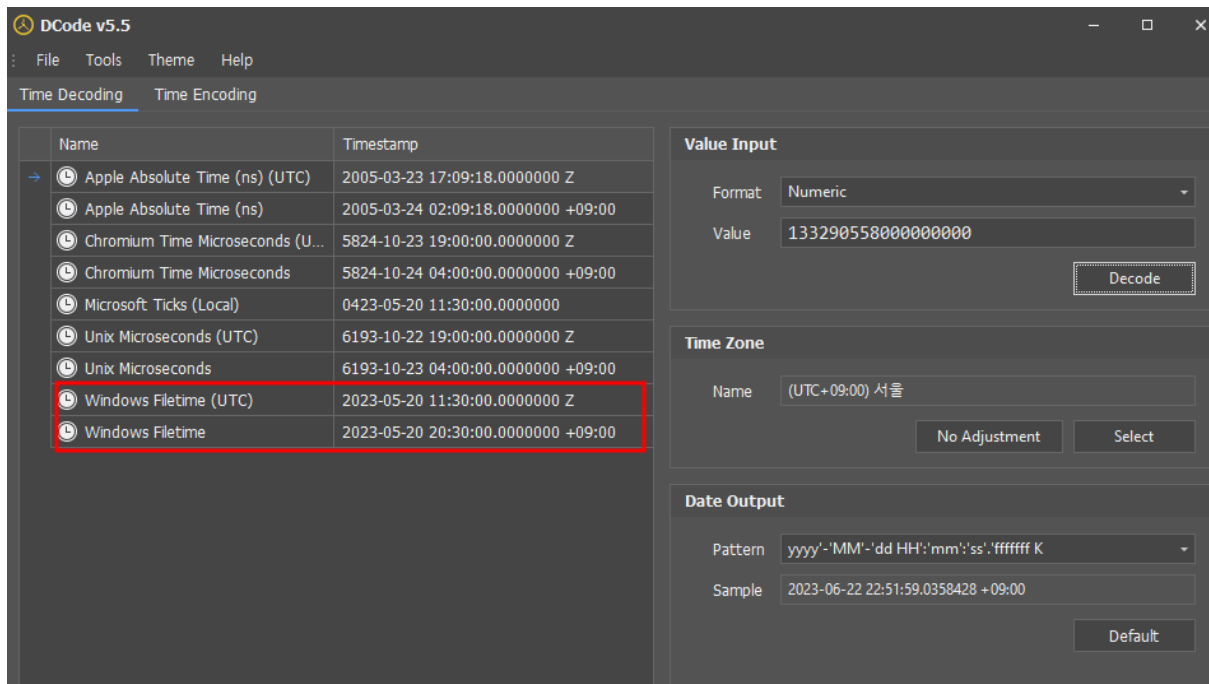 DCode v5.5
File Tools Theme Help
Time Decoding Time Encoding
Name Timestamp
Apple Absolute Time (ns) (UTC) 2005-03-23 17:09:18.0000000 Z
Apple Absolute Time (ns) 2005-03-24 02:09:18.0000000 +09:00
Chromium Time Microseconds (U... 5824-10-23 19:00:00.0000000 Z
Chromium Time Microseconds 5824-10-24 04:00:00.0000000 +09:00
Microsoft Ticks (Local) 0423-05-20 11:30:00.0000000
Unix Microseconds (UTC) 6193-10-22 19:00:00.0000000 Z
Unix Microseconds 6193-10-23 04:00:00.0000000 +09:00
Windows Filetime (UTC) 2023-05-20 11:30:00.0000000 Z
Windows Filetime 2023-05-20 20:30:00.0000000 +09:00
Value Input
Format Numeric
Value 133290558000000000
Decode
Time Zone
Name (UTC+09:00) 서울
No Adjustment Select
Date Output
Pattern yyyy'-'MM'-'dd HH':'mm':'ss'.'fffffff K
Sample 2023-06-22 22:51:59.0358428 +09:00
Default